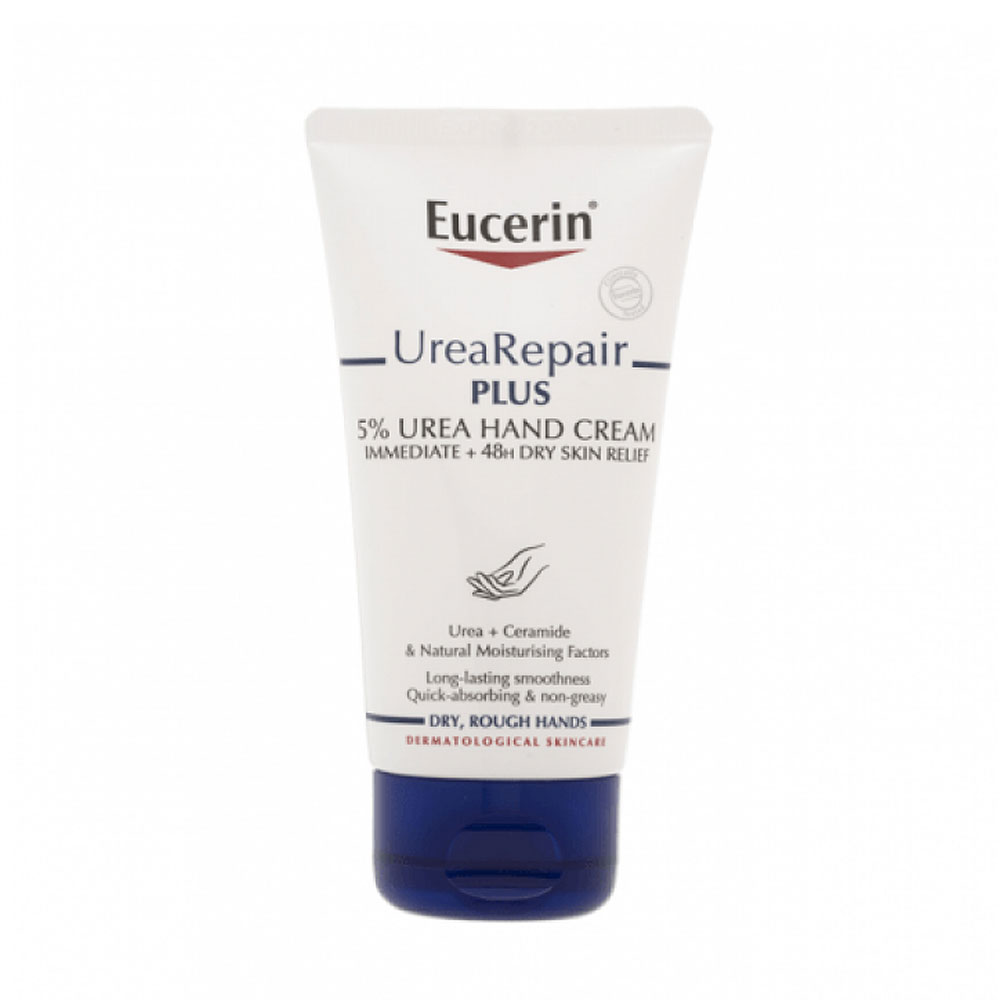 Eucerin®
UreaRepair
PLUS
5% UREA HAND CREAM
IMMEDIATE + 48H DRY SKIN RELIEF
Urea + Ceramide
& Natural Moisturising Factors
Long-lasting smoothness
Quick-absorbing & non-greasy
DRY, ROUGH HANDS
DERMATOLOGICAL SKINCARE